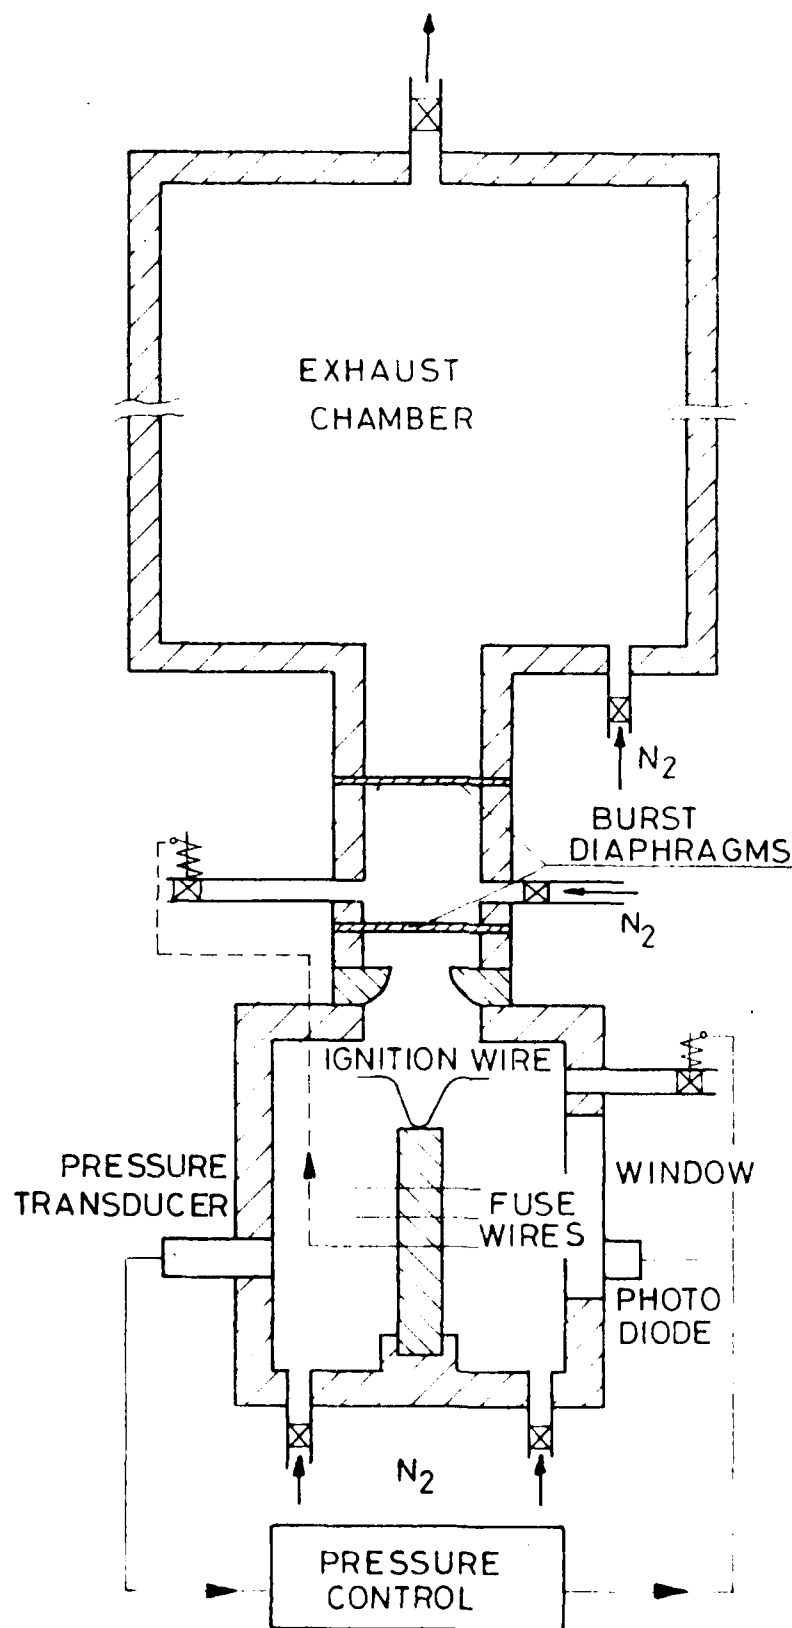 EXHAUST
CHAMBER
N2
BURST
DIAPHRAGMS
N2
IGNITION WIRE
PRESSURE
TRANSDUCER
WINDOW
FUSE
WIRES
PHOTO
DIODE
N2
PRESSURE
CONTROL